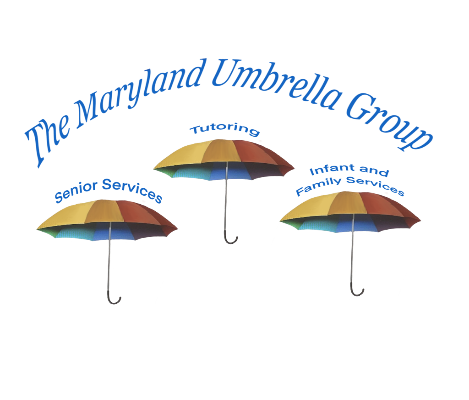 The Maryland Umbrella Group
Tutoring
Senior Services
Infant and
Family Services